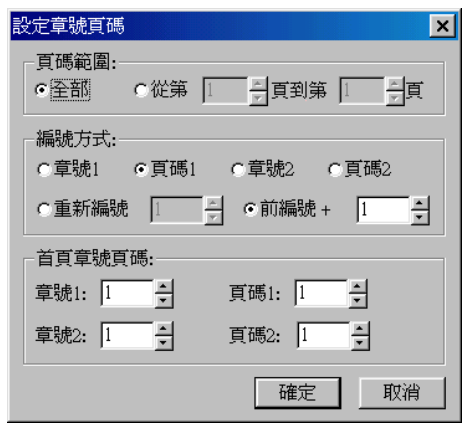 設定章號頁碼
頁碼範圍:
全部 從第 1 頁到第 1 頁
編號方式:
章號1 頁碼1 章號2 頁碼2
重新編號 1 前編號 + 1
首頁章號頁碼:
章號1: 1 頁碼1: 1
章號2: 1 頁碼2: 1
確定 取消